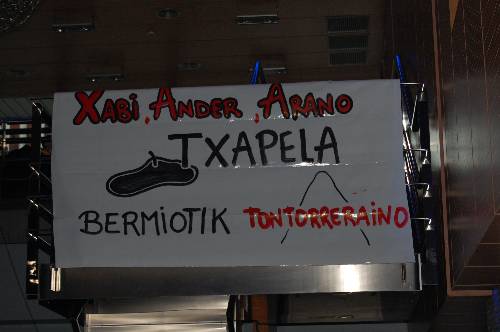 XABI, ANDER, ARANO
TXAPELA
BERMIOTIK TONTORRERAINO